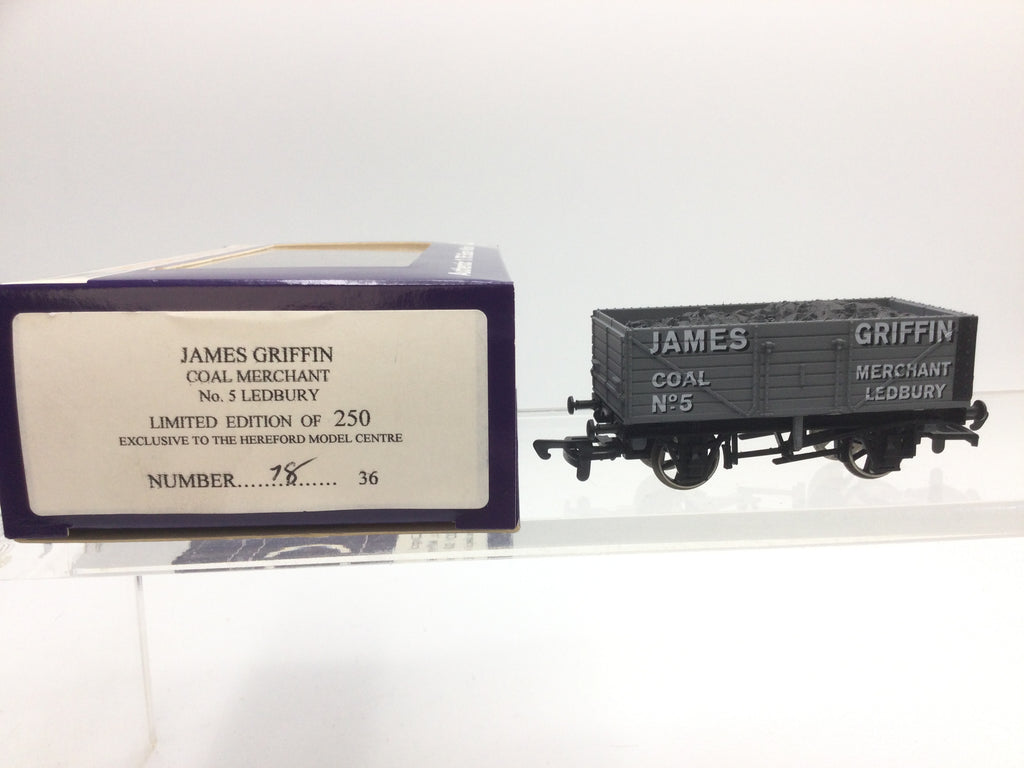 JAMES GRIFFIN
COAL MERCHANT
No. 5 LEDBURY
LIMITED EDITION OF 250
EXCLUSIVE TO THE HEREFORD MODEL CENTRE
NUMBER....78...... 36
JAMES GRIFFIN
COAL MERCHANT
Nº5 LEDBURY